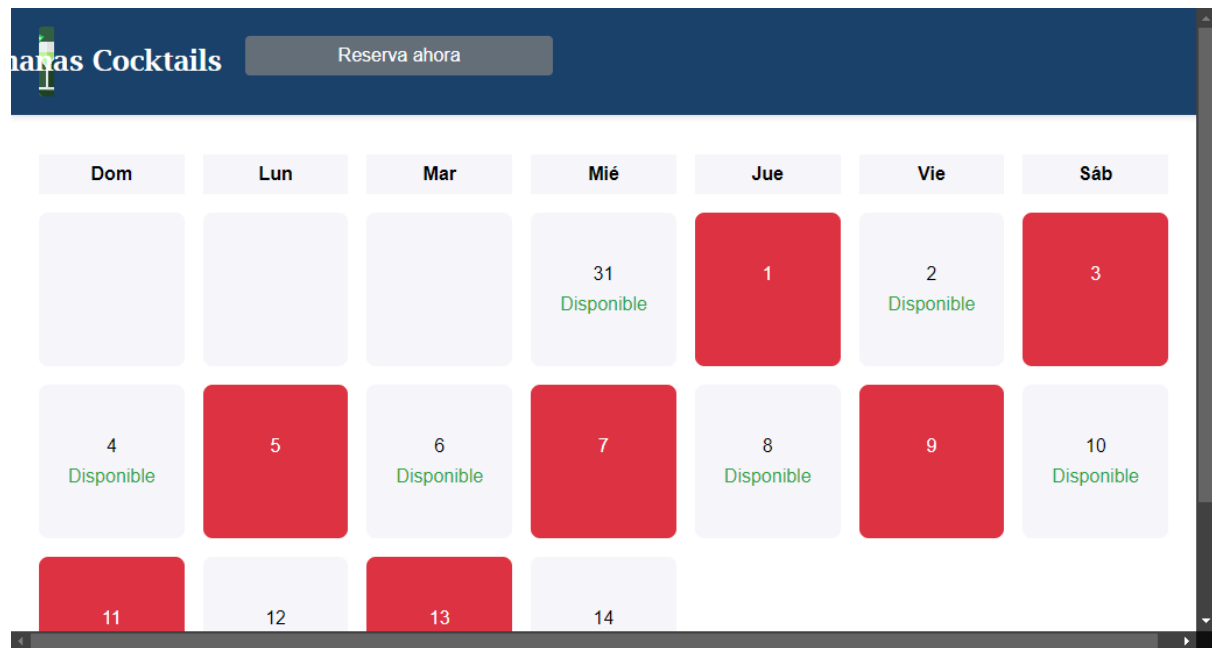 anas Cocktails
Reserva ahora
Dom Lun Mar Mié Jue Vie Sáb
31 1 2 3
Disponible Disponible
4 5 6 7 8 9 10
Disponible Disponible Disponible Disponible
11 12 13 14